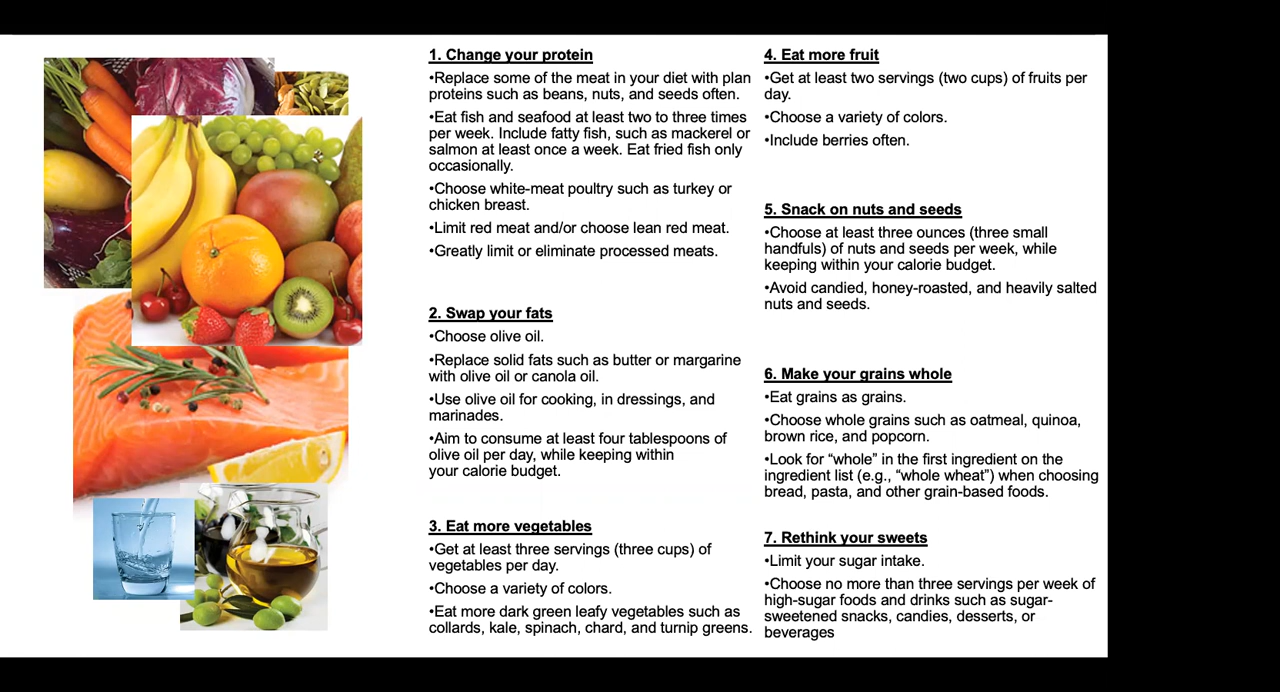 1. Change your protein
•Replace some of the meat in your diet with plan
proteins such as beans, nuts, and seeds often.
•Eat fish and seafood at least two to three times
per week. Include fatty fish, such as mackerel or
salmon at least once a week. Eat fried fish only
occasionally.
•Choose white-meat poultry such as turkey or
chicken breast.
•Limit red meat and/or choose lean red meat.
•Greatly limit or eliminate processed meats.
2. Swap your fats
•Choose olive oil.
•Replace solid fats such as butter or margarine
with olive oil or canola oil.
•Use olive oil for cooking, in dressings, and
marinades.
•Aim to consume at least four tablespoons of
olive oil per day, while keeping within
your calorie budget.
3. Eat more vegetables
•Get at least three servings (three cups) of
vegetables per day.
•Choose a variety of colors.
•Eat more dark green leafy vegetables such as
collards, kale, spinach, chard, and turnip greens.
4. Eat more fruit
•Get at least two servings (two cups) of fruits per
day.
•Choose a variety of colors.
•Include berries often.
5. Snack on nuts and seeds
•Choose at least three ounces (three small
handfuls) of nuts and seeds per week, while
keeping within your calorie budget.
•Avoid candied, honey-roasted, and heavily salted
nuts and seeds.
6. Make your grains whole
•Eat grains as grains.
•Choose whole grains such as oatmeal, quinoa,
brown rice, and popcorn.
•Look for “whole” in the first ingredient on the
ingredient list (e.g., “whole wheat”) when choosing
bread, pasta, and other grain-based foods.
7. Rethink your sweets
•Limit your sugar intake.
•Choose no more than three servings per week of
high-sugar foods and drinks such as sugar-
sweetened snacks, candies, desserts, or
beverages